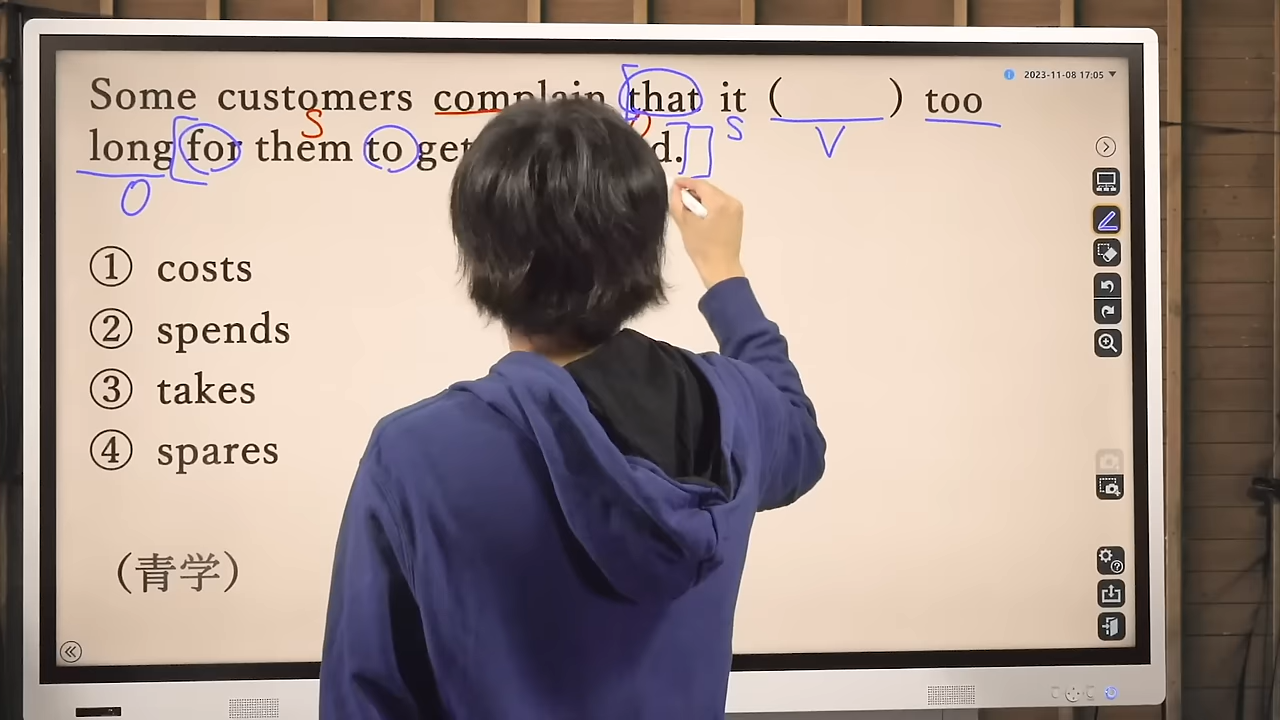 2023-11-08 17:05
Some customers complain that it ( ) too
S V
long for them to get d.
S
O
① costs
② spends
③ takes
④ spares
(青学)